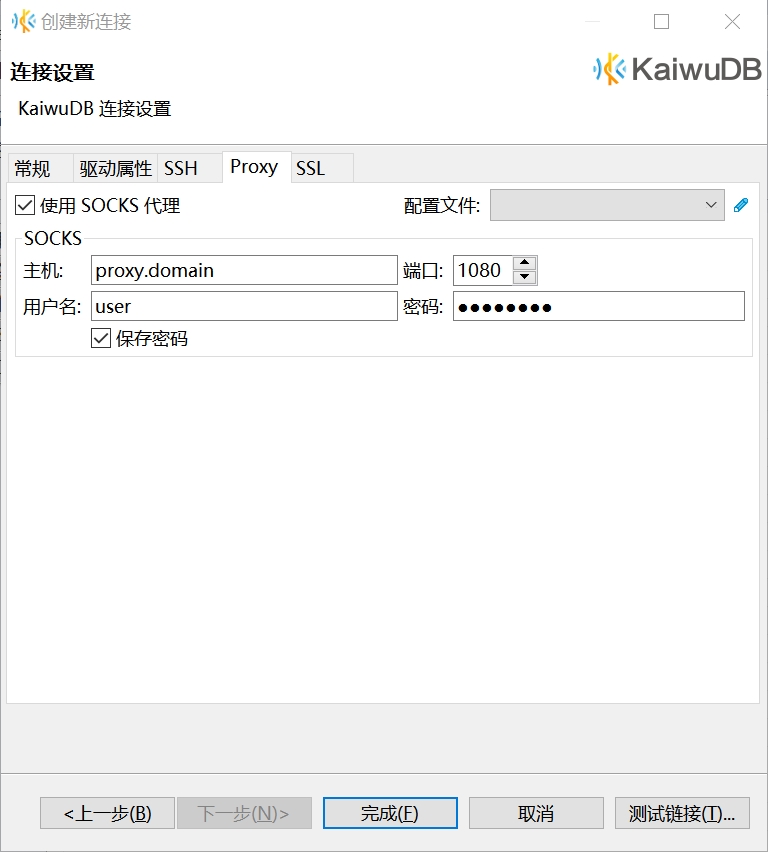 创建新连接
连接设置
KaiwuDB
KaiwuDB 连接设置
常规 驱动属性 SSH Proxy SSL
使用 SOCKS 代理 配置文件:
SOCKS
主机: proxy.domain 端口: 1080
用户名: user 密码: ●●●●●●●●
保存密码
<上一步(B) 下一步(N)> 完成(F) 取消 测试链接(T)...